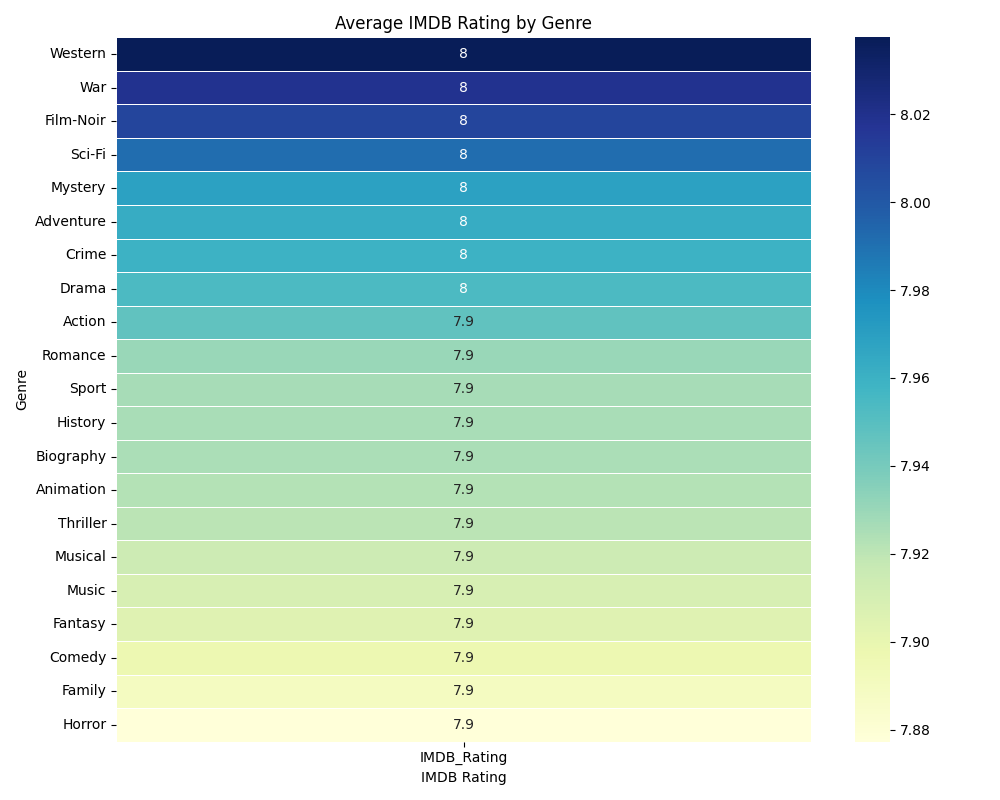 Average IMDB Rating by Genre
Genre
Western 8
War 8
Film-Noir 8
Sci-Fi 8
Mystery 8
Adventure 8
Crime 8
Drama 8
Action 7.9
Romance 7.9
Sport 7.9
History 7.9
Biography 7.9
Animation 7.9
Thriller 7.9
Musical 7.9
Music 7.9
Fantasy 7.9
Comedy 7.9
Family 7.9
Horror 7.9
IMDB_Rating
IMDB Rating
8.02
8.00
7.98
7.96
7.94
7.92
7.90
7.88